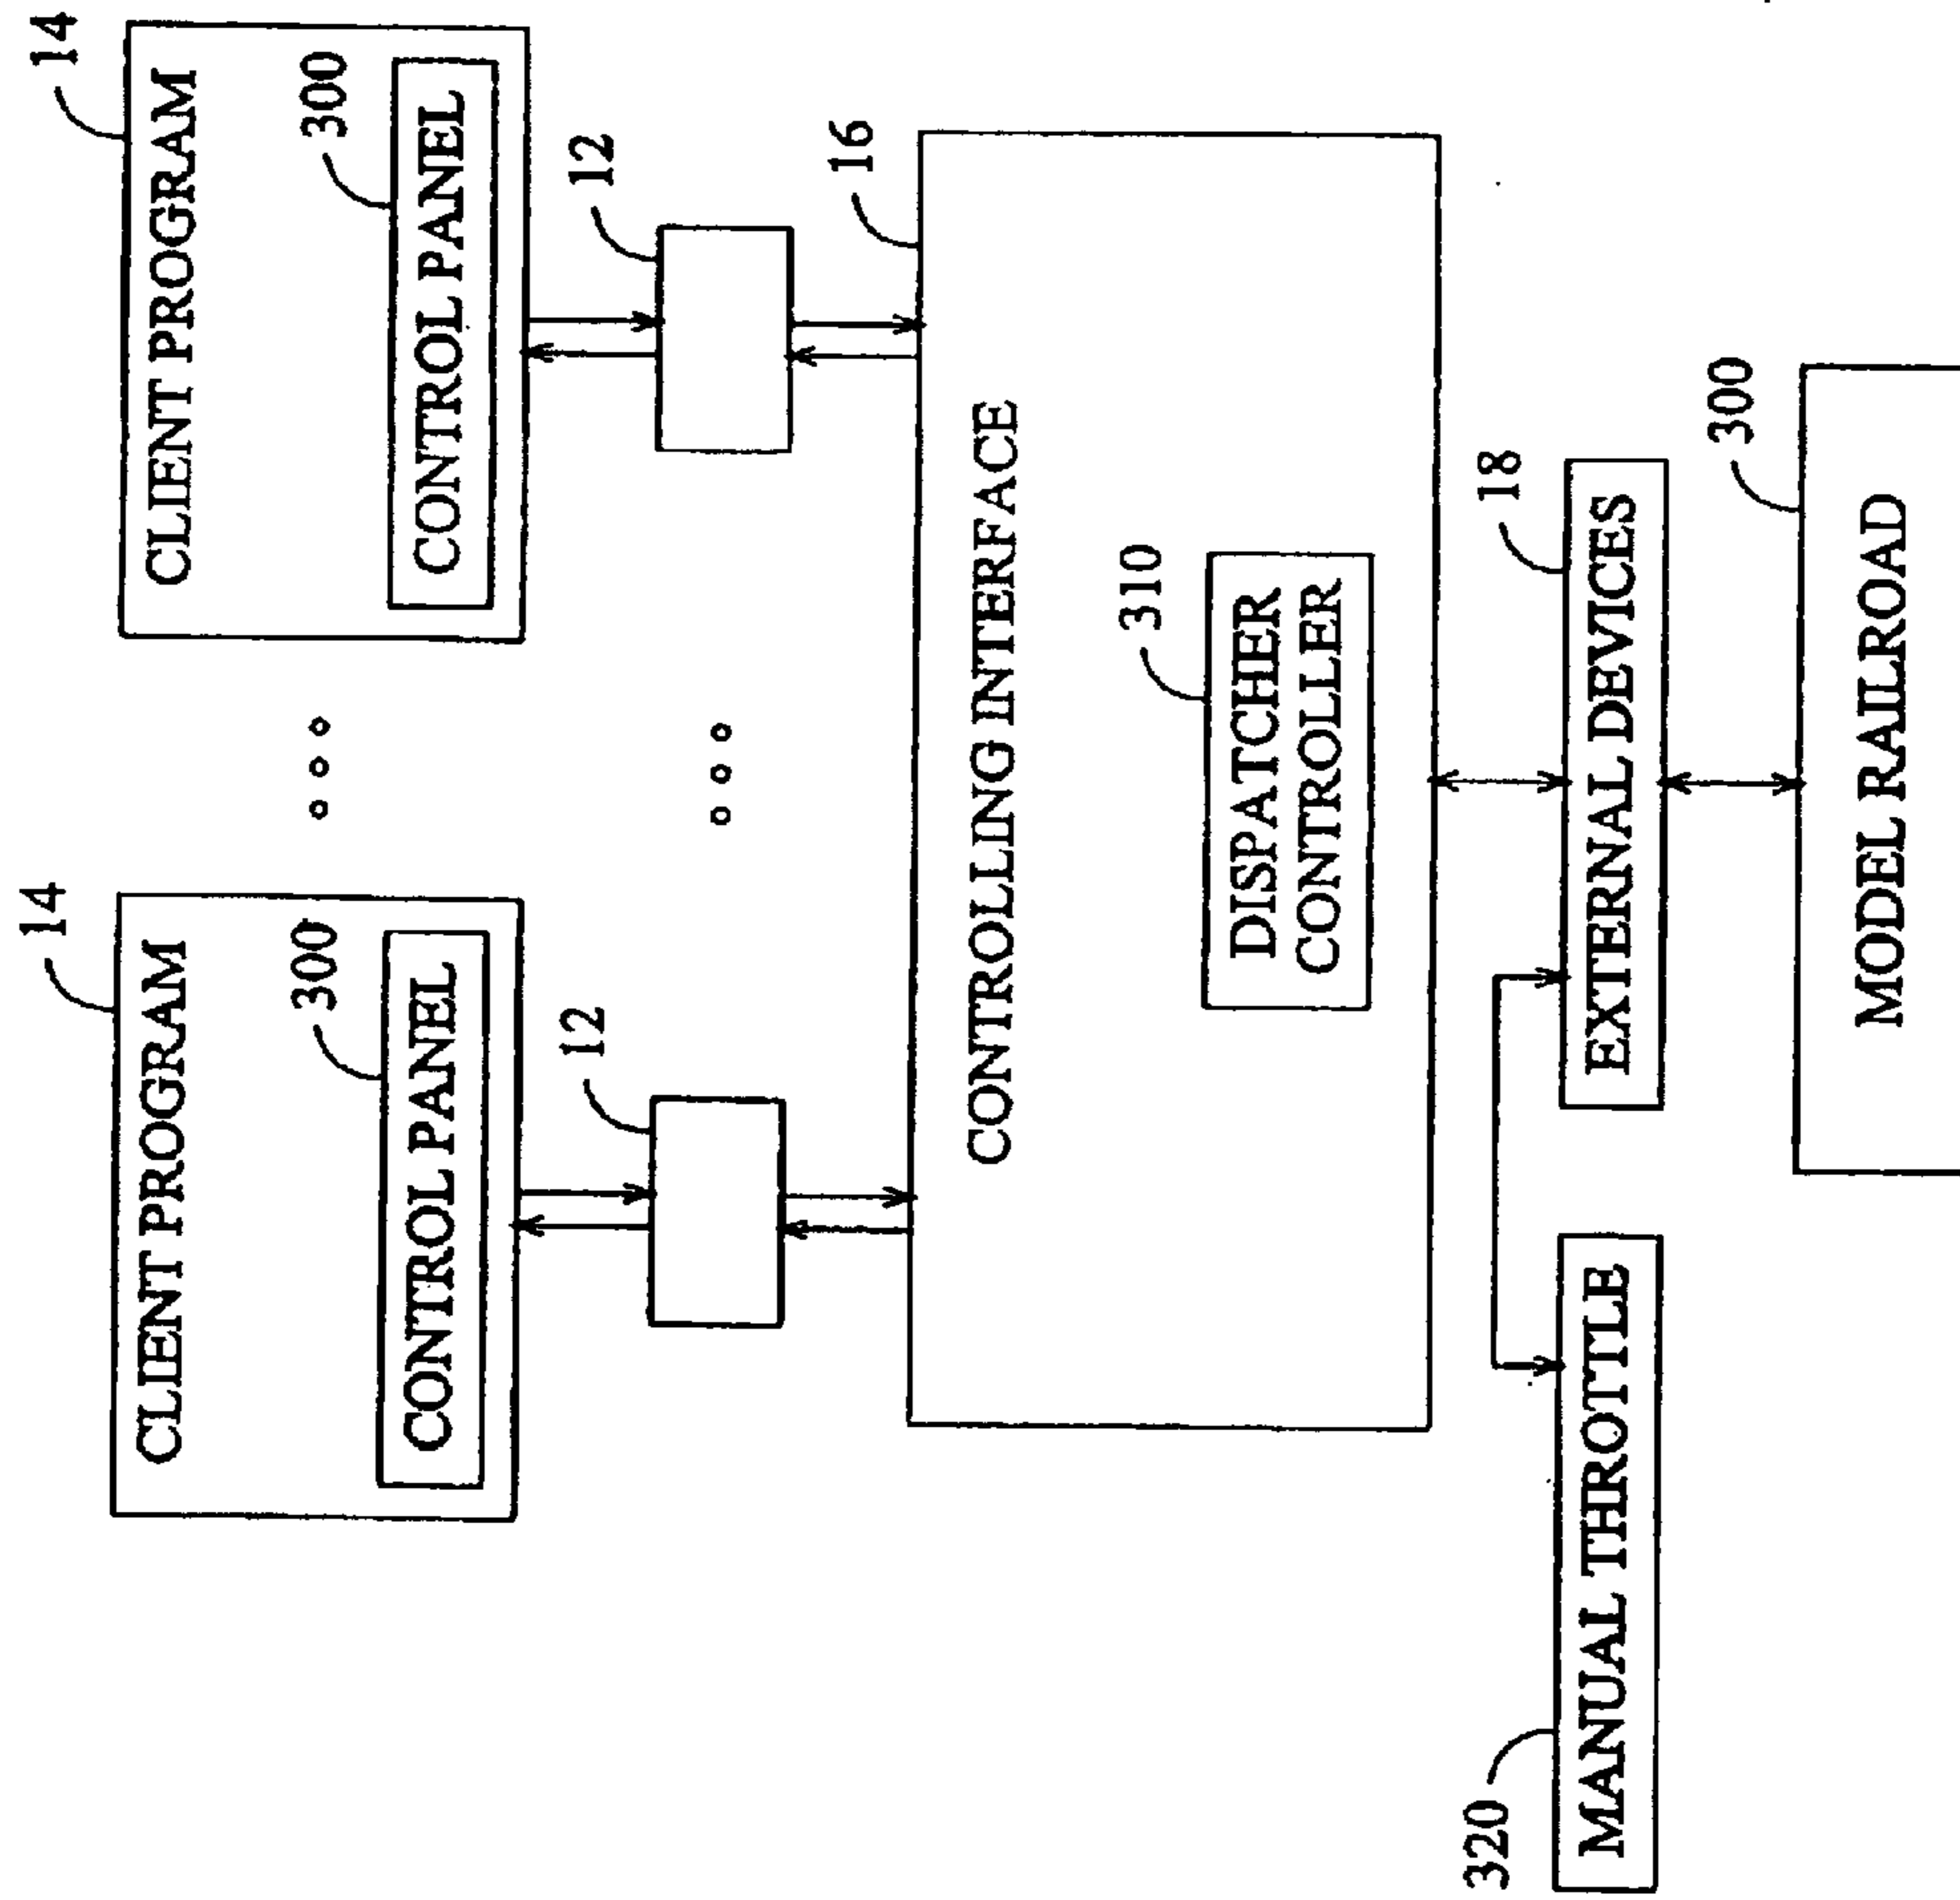 14
CLIENT PROGRAM
300
CONTROL PANEL
14
CLIENT PROGRAM
300
CONTROL PANEL
12
12
16
CONTROLLING INTERFACE
310
DISPATCHER
CONTROLLER
320
MANUAL THROTTLE
18
EXTERNAL DEVICES
300
MODEL RAILROAD